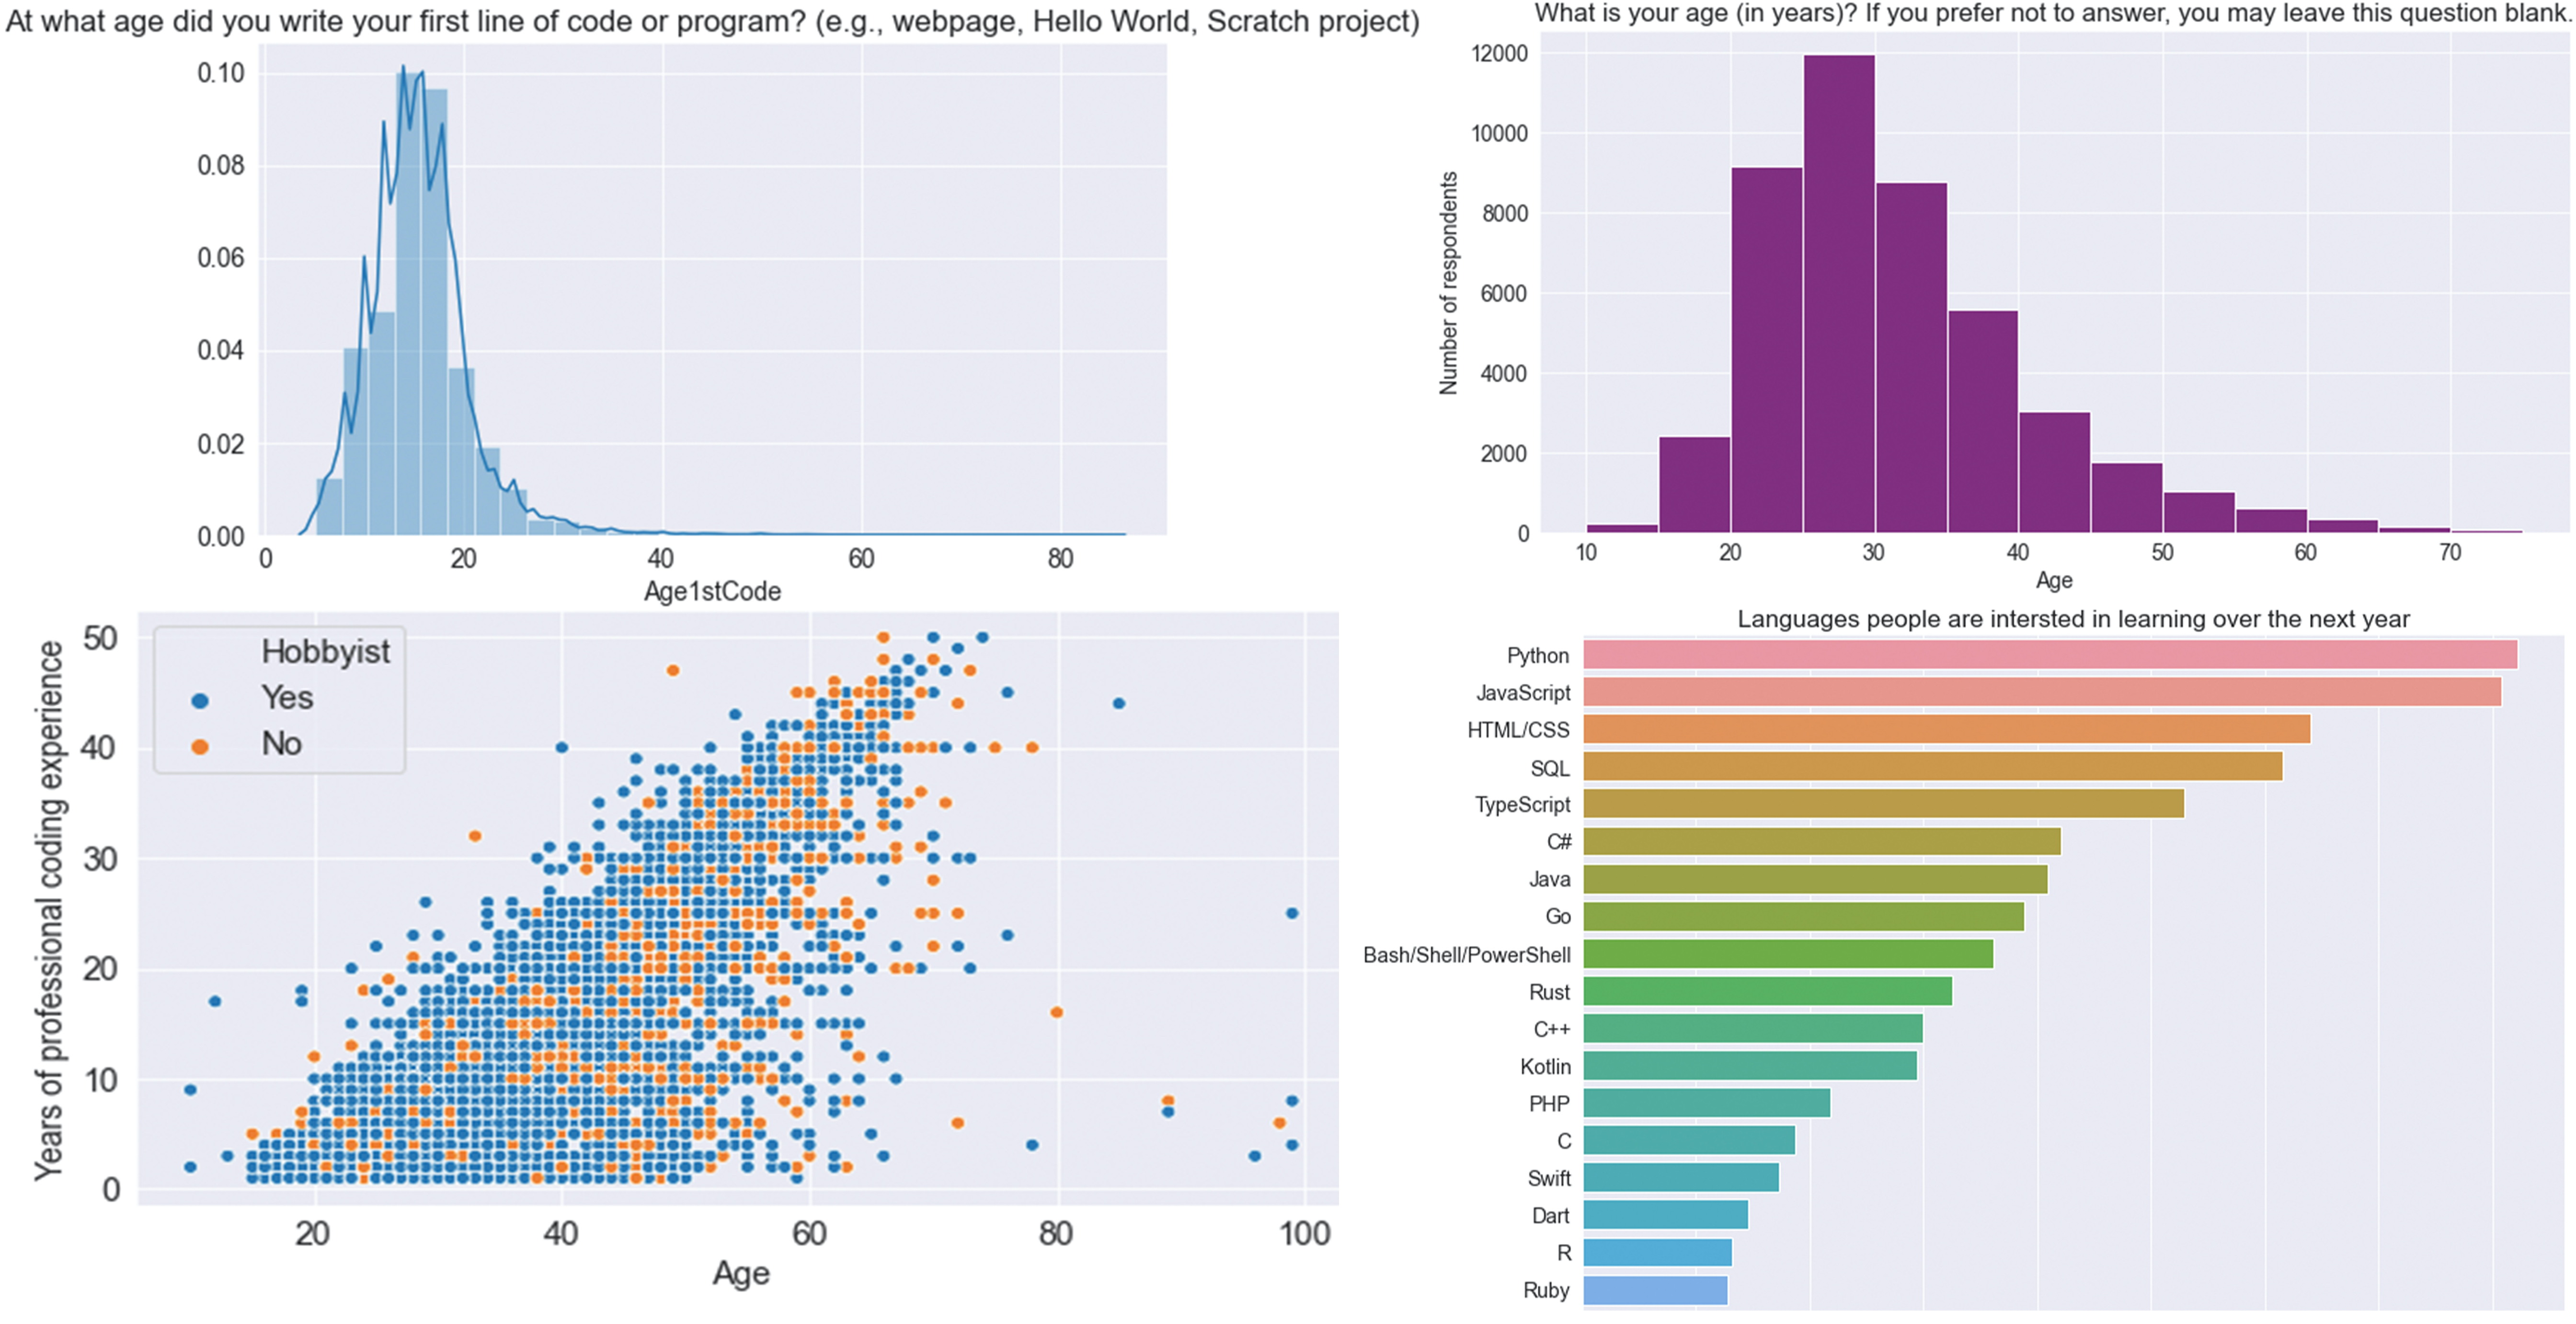 At what age did you write your first line of code or program? (e.g., webpage, Hello World, Scratch project)
0.10
0.08
0.06
0.04
0.02
0.00
0 20 40 60 80
Age1stCode
What is your age (in years)? If you prefer not to answer, you may leave this question blank.
Number of respondents
12000
10000
8000
6000
4000
2000
0
10 20 30 40 50 60 70
Age
Years of professional coding experience
50
40
30
20
10
0
Hobbyist
Yes
No
20 40 60 80 100
Age
Languages people are intersted in learning over the next year
Python
JavaScript
HTML/CSS
SQL
TypeScript
C#
Java
Go
Bash/Shell/PowerShell
Rust
C++
Kotlin
PHP
C
Swift
Dart
R
Ruby